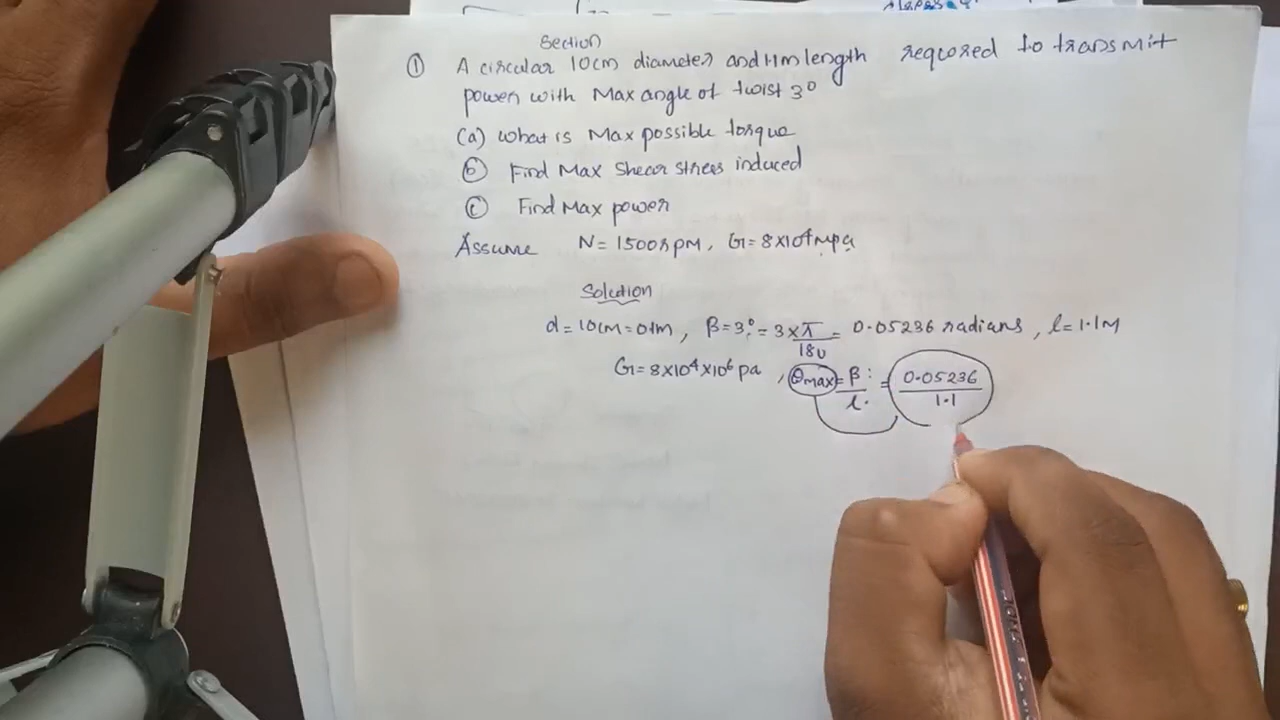 Section
① A circular 10cm diameter and 1.1m length required to transmit
power with Max angle of twist 3°
(a) what is Max possible torque
ⓑ Find Max shear stress induced
ⓒ Find Max power
Assume N = 1500rpm, G = 8×10⁴ Mpa
Solution
d = 10cm = 0.1m, β = 3° = 3 × π/180 = 0.05236 radians, l = 1.1M
G = 8×10⁴×10⁶ pa, θmax = β/l = 0.05236/1.1